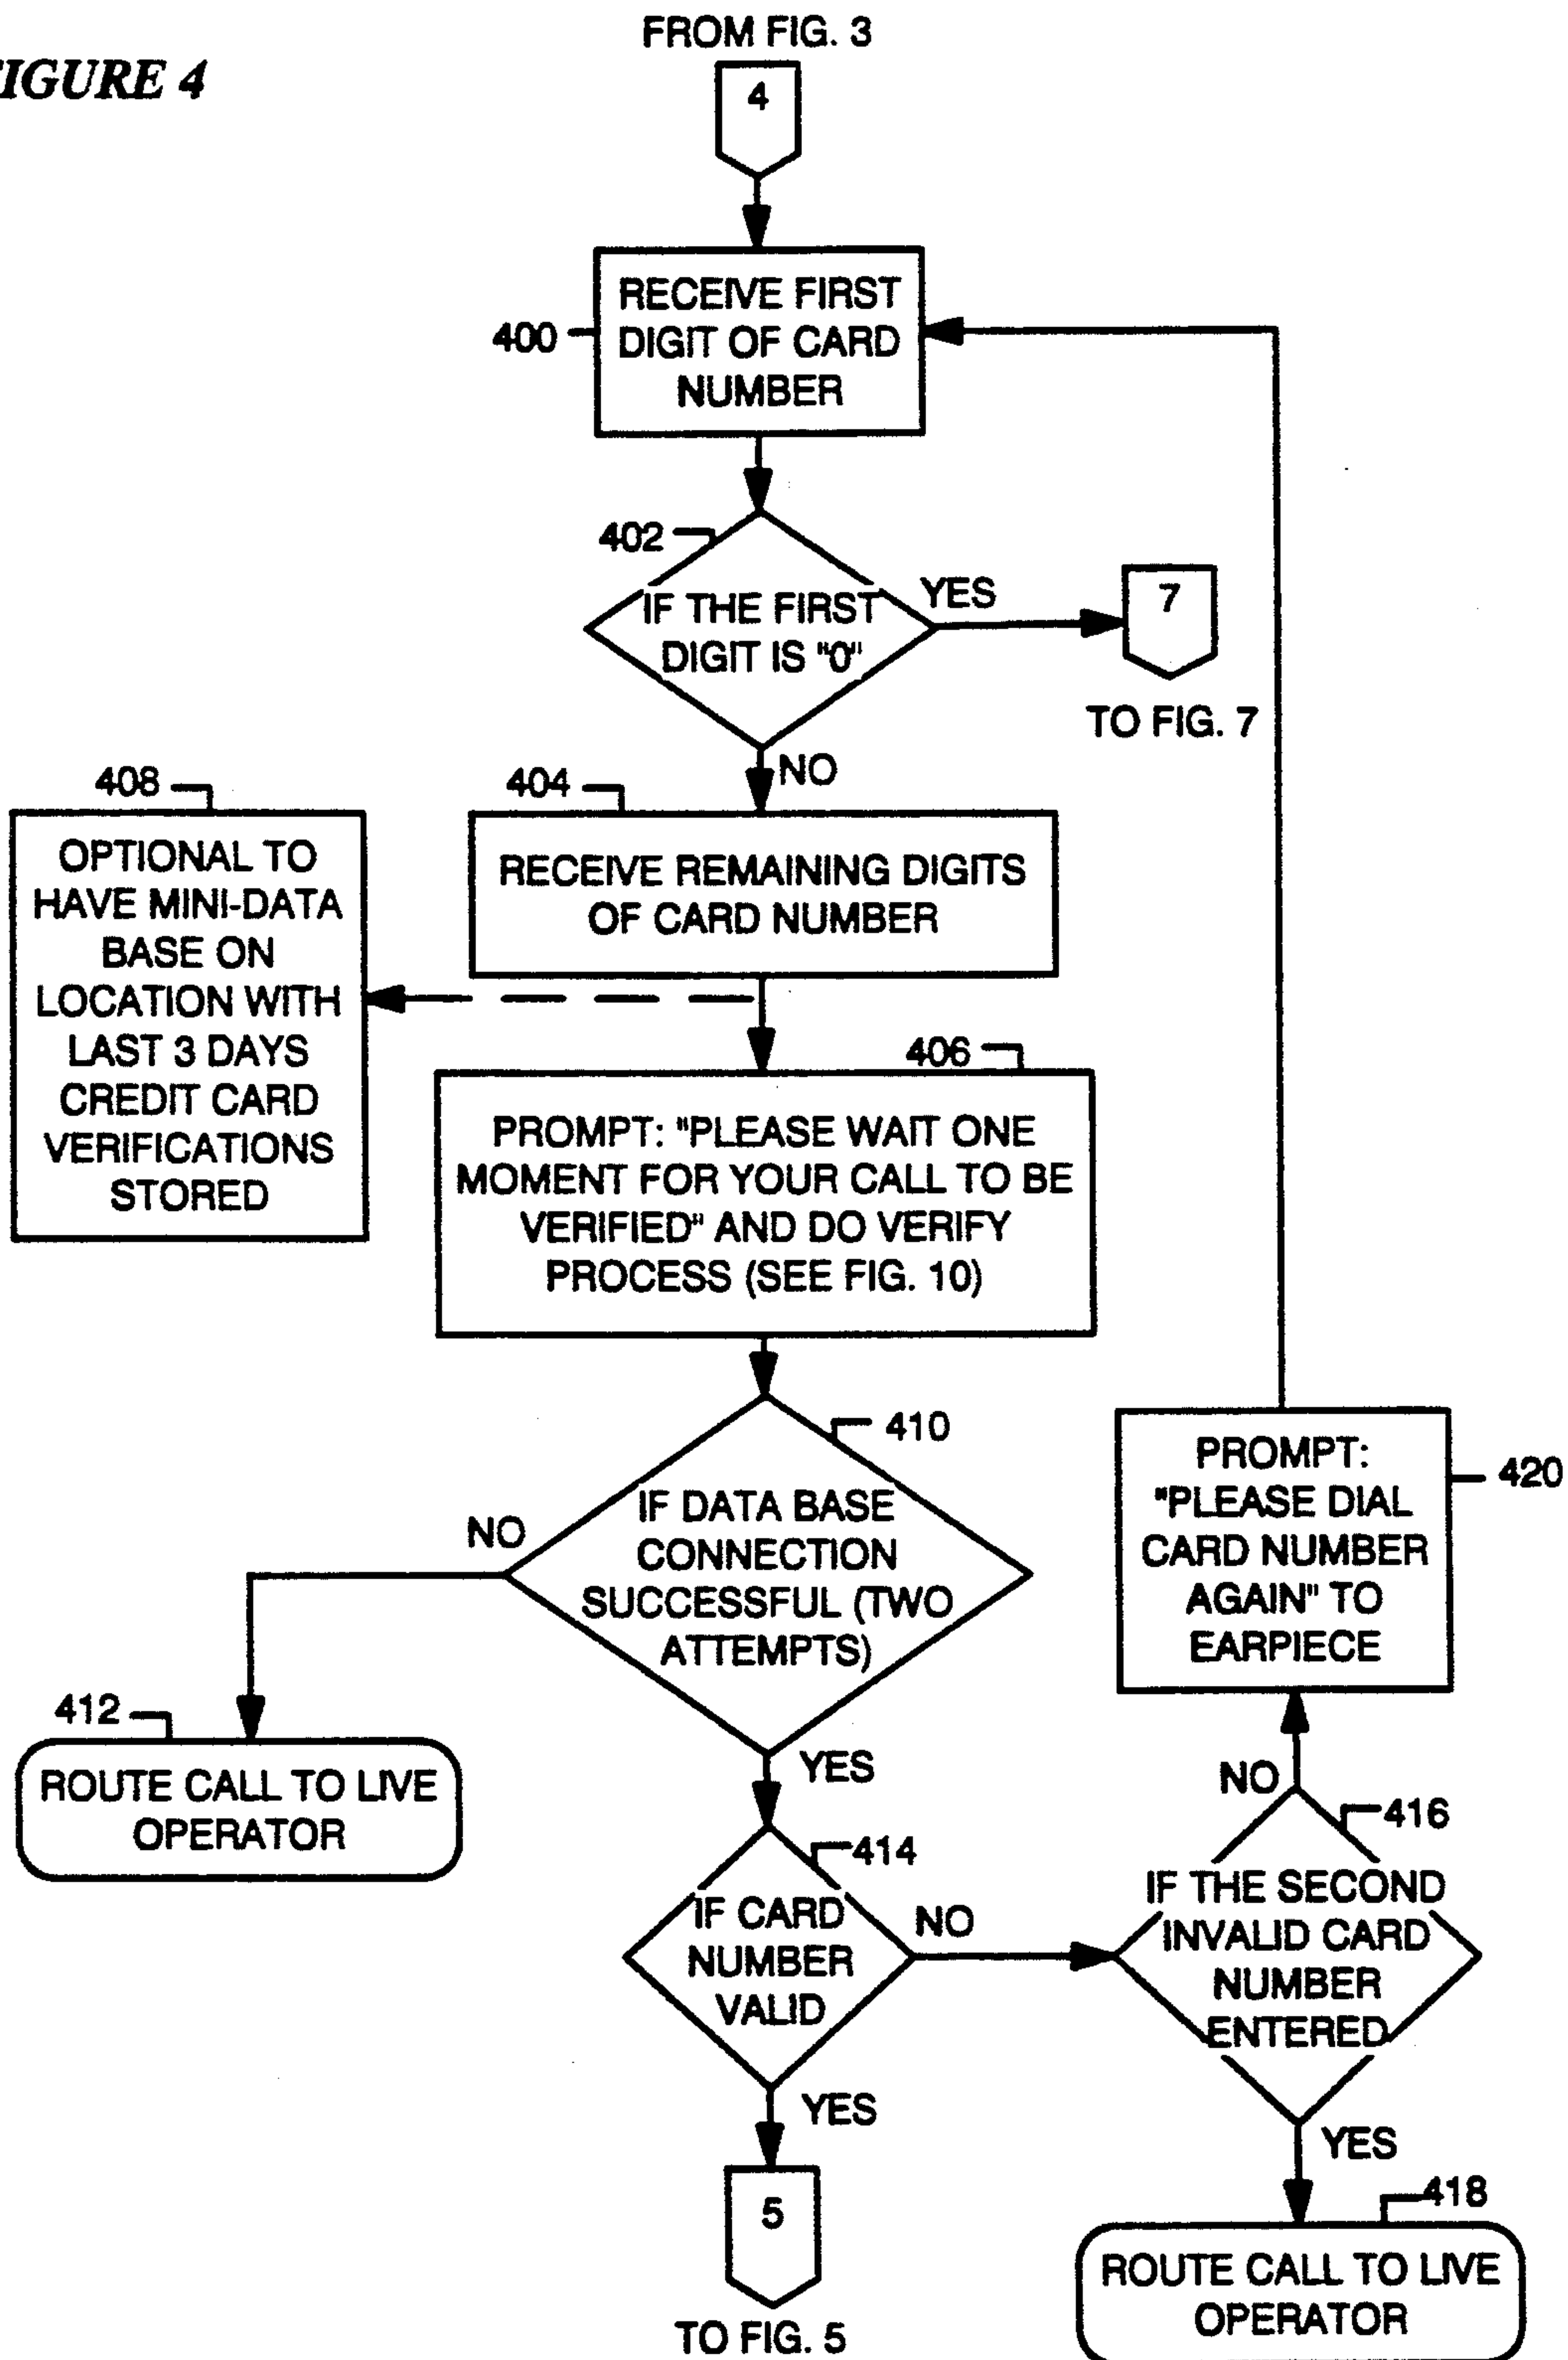 FROM FIG. 3
FIGURE 4
4
RECEIVE FIRST
DIGIT OF CARD
NUMBER
400
402
IF THE FIRST
DIGIT IS "0"
YES
7
TO FIG. 7
NO
408
OPTIONAL TO
HAVE MINI-DATA
BASE ON
LOCATION WITH
LAST 3 DAYS
CREDIT CARD
VERIFICATIONS
STORED
404
RECEIVE REMAINING DIGITS
OF CARD NUMBER
406
PROMPT: "PLEASE WAIT ONE
MOMENT FOR YOUR CALL TO BE
VERIFIED" AND DO VERIFY
PROCESS (SEE FIG. 10)
410
IF DATA BASE
CONNECTION
SUCCESSFUL (TWO
ATTEMPTS)
NO
412
ROUTE CALL TO LIVE
OPERATOR
YES
414
IF CARD
NUMBER
VALID
NO
YES
5
TO FIG. 5
420
PROMPT:
"PLEASE DIAL
CARD NUMBER
AGAIN" TO
EARPIECE
NO
416
IF THE SECOND
INVALID CARD
NUMBER
ENTERED
YES
418
ROUTE CALL TO LIVE
OPERATOR